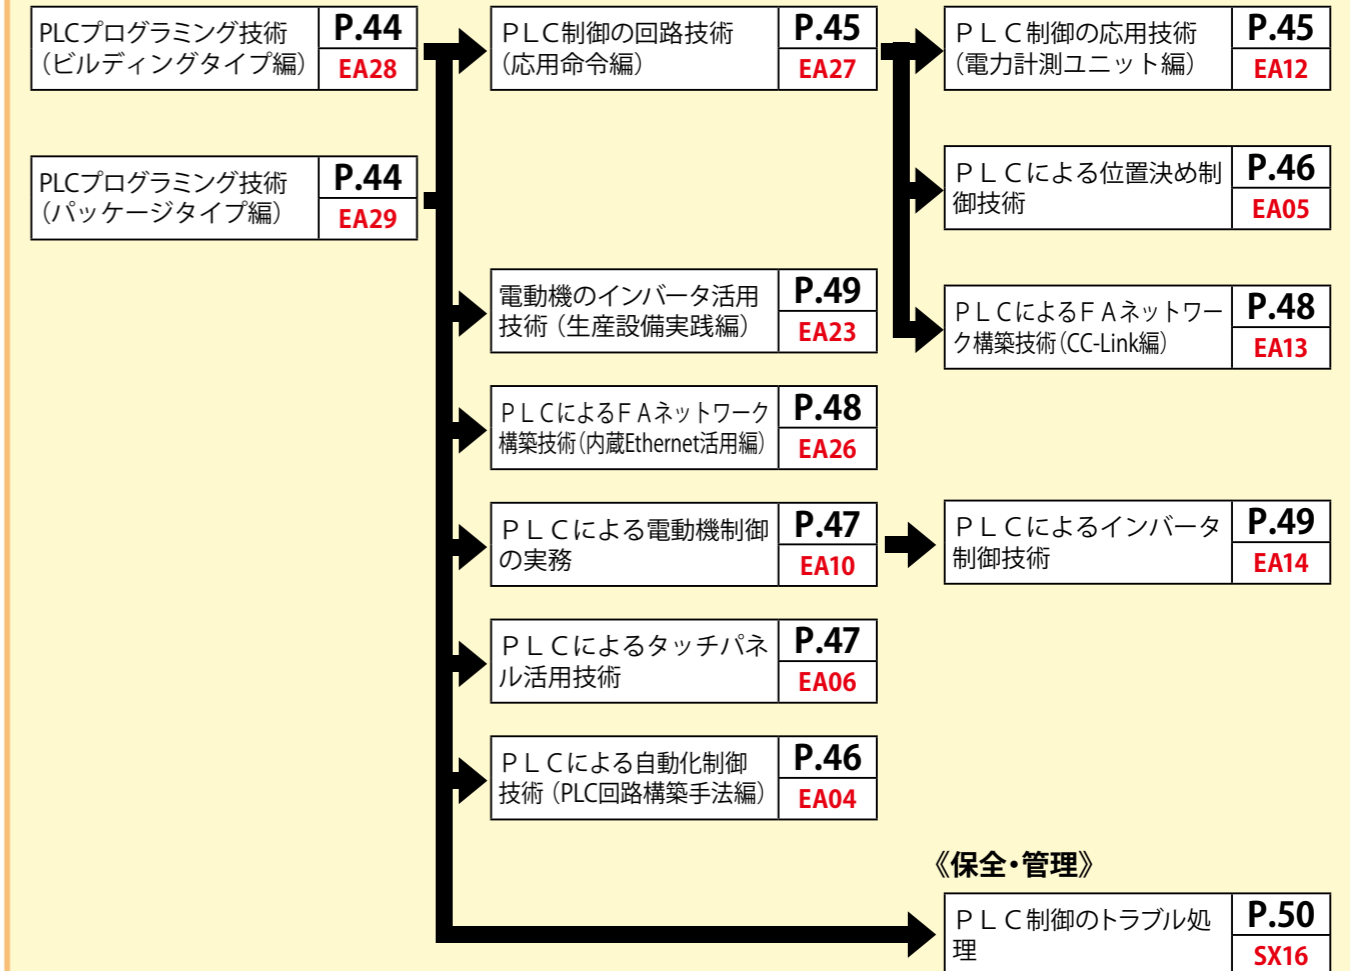 PLCプログラミング技術
（ビルディングタイプ編）
P.44
EA28
ＰＬＣ制御の回路技術
（応用命令編）
P.45
EA27
ＰＬＣ制御の応用技術
（電力計測ユニット編）
P.45
EA12
PLCプログラミング技術
（パッケージタイプ編）
P.44
EA29
ＰＬＣによる位置決め制
御技術
P.46
EA05
電動機のインバータ活用
技術（生産設備実践編）
P.49
EA23
ＰＬＣによるＦＡネットワー
ク構築技術（CC-Link編）
P.48
EA13
ＰＬＣによるＦＡネットワーク
構築技術（内蔵Ethernet活用編）
P.48
EA26
ＰＬＣによる電動機制御
の実務
P.47
EA10
ＰＬＣによるインバータ
制御技術
P.49
EA14
ＰＬＣによるタッチパネ
ル活用技術
P.47
EA06
ＰＬＣによる自動化制御
技術（PLC回路構築手法編）
P.46
EA04
《保全・管理》
ＰＬＣ制御のトラブル処
理
P.50
SX16